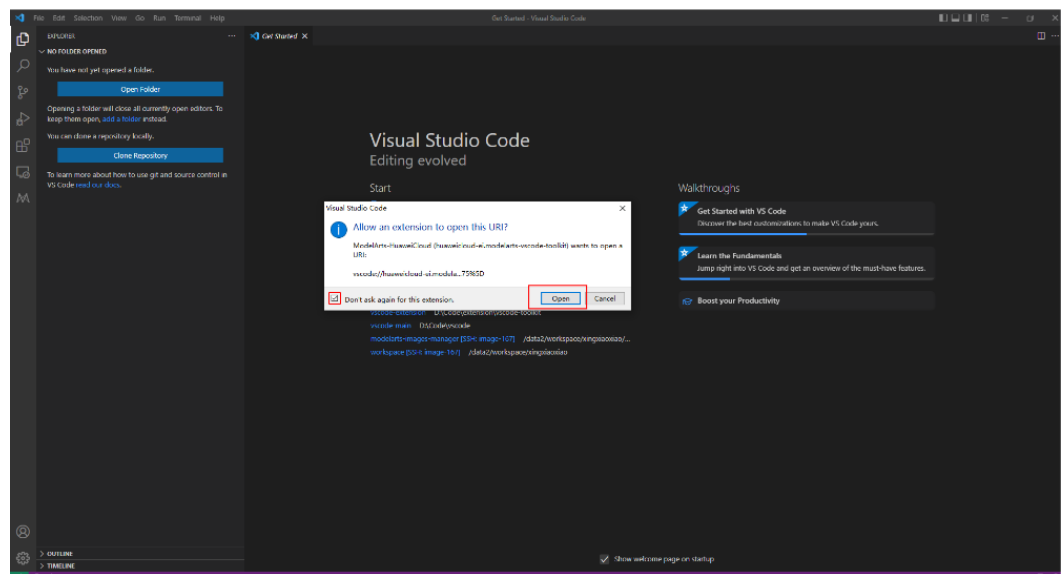 File Edit Selection View Go Run Terminal Help
Get Started - Visual Studio Code
EXPLORER
Get Started
NO FOLDER OPENED
You have not yet opened a folder.
Open Folder
Opening a folder will close all currently open editors. To
keep them open, add a folder instead.
You can clone a repository locally.
Clone Repository
To learn more about how to use git and source control in
VS Code read our docs.
Visual Studio Code
Editing evolved
Start
Visual Studio Code
Allow an extension to open this URI?
ModelArts-HuaweiCloud (huaweicloud-ei.modelarts-vscode-toolkit) wants to open a
URI:
vscode://huaweicloud-ei.modela...75%5D
Don't ask again for this extension.
Open
Cancel
vscode-extension D:\Code\extension\vscode-toolkit
vscode-main D:\Code\vscode
modelarts-mages-manager [SSH: image-167] /data2/workspace/xingxiaoxiao/...
workspace [SSH: image-167] /data2/workspace/xingxiaoxiao
Walkthroughs
Get Started with VS Code
Discover the best customizations to make VS Code yours.
Learn the Fundamentals
Jump right into VS Code and get an overview of the must-have features.
Boost your Productivity
Show welcome page on startup
OUTLINE
TIMELINE